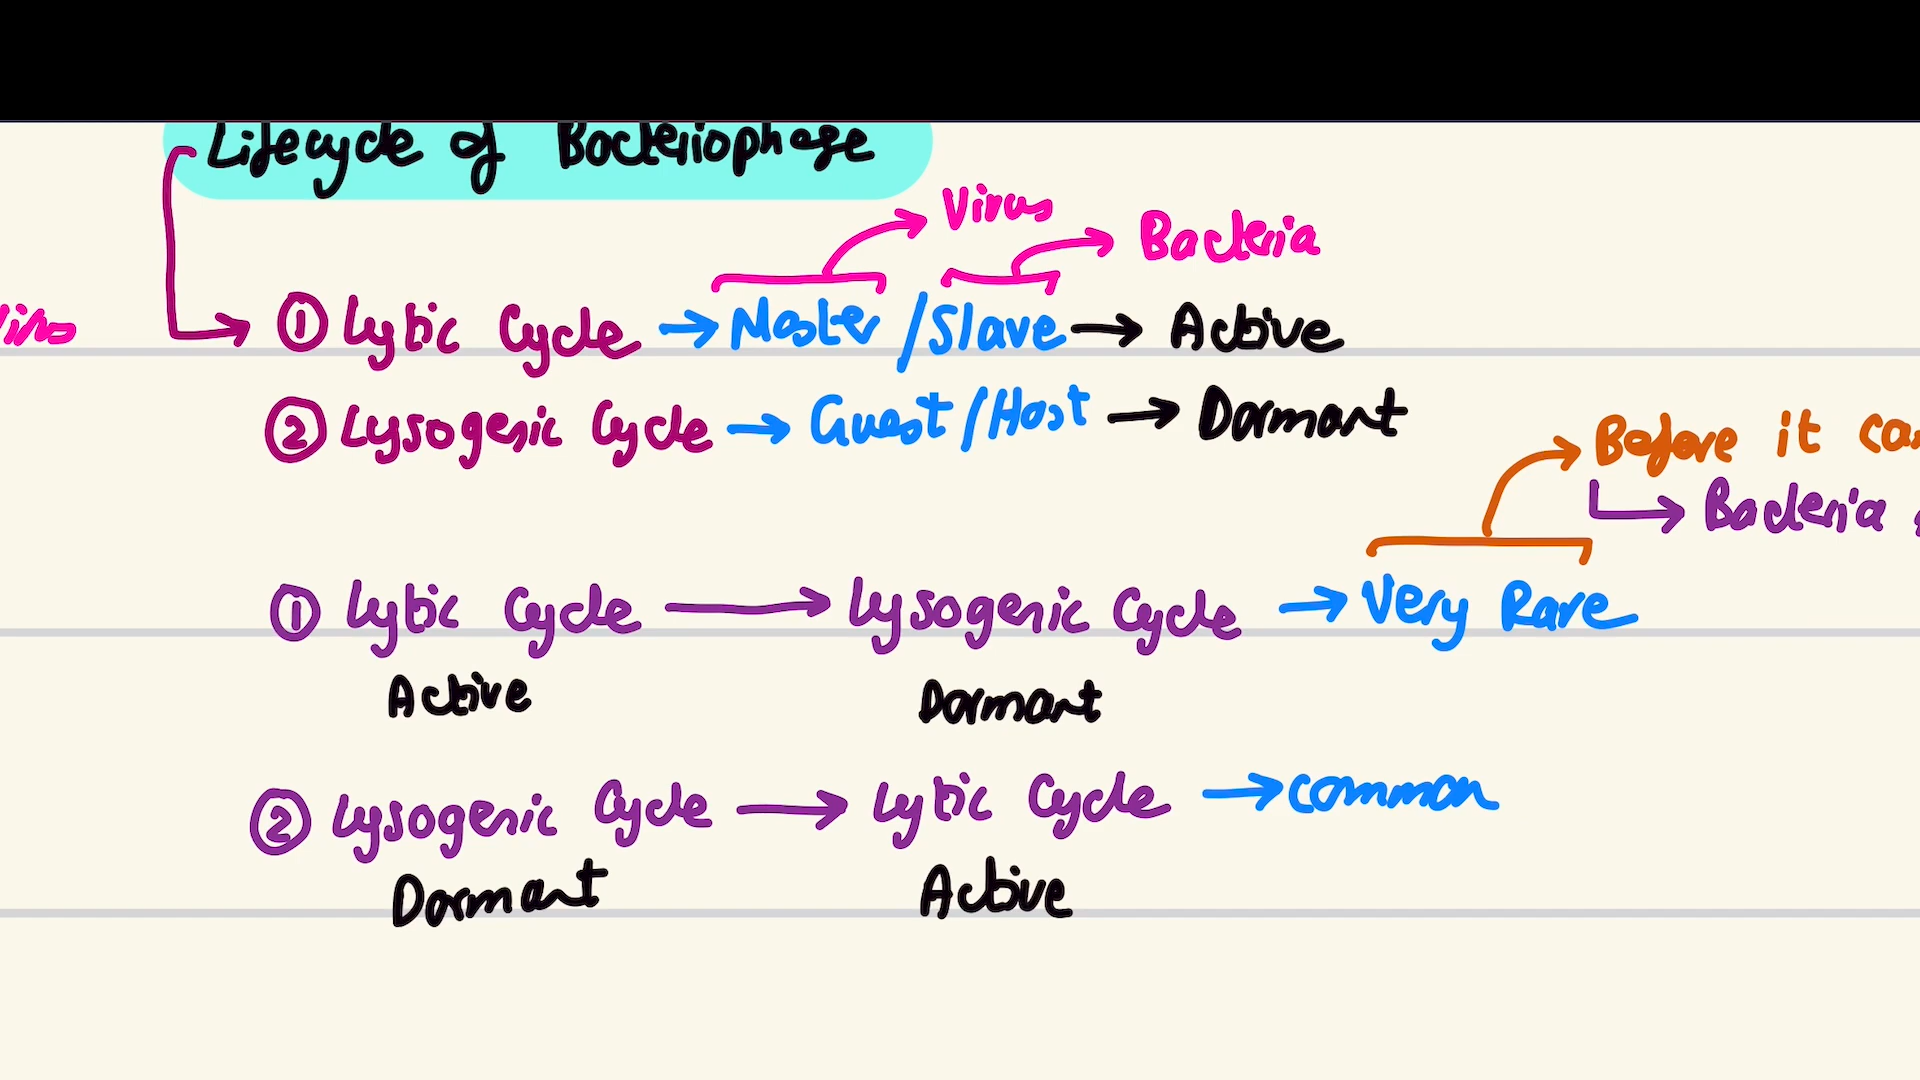 Lifecycle of Bacteriophage
Virus
Bacteria
① Lytic Cycle → Master / Slave → Active
② Lysogenic Cycle → Guest / Host → Dormant
Before it
Bacteria
① Lytic Cycle → Lysogenic Cycle → Very Rare
Active Dormant
② Lysogenic Cycle → Lytic Cycle → common
Dormant Active